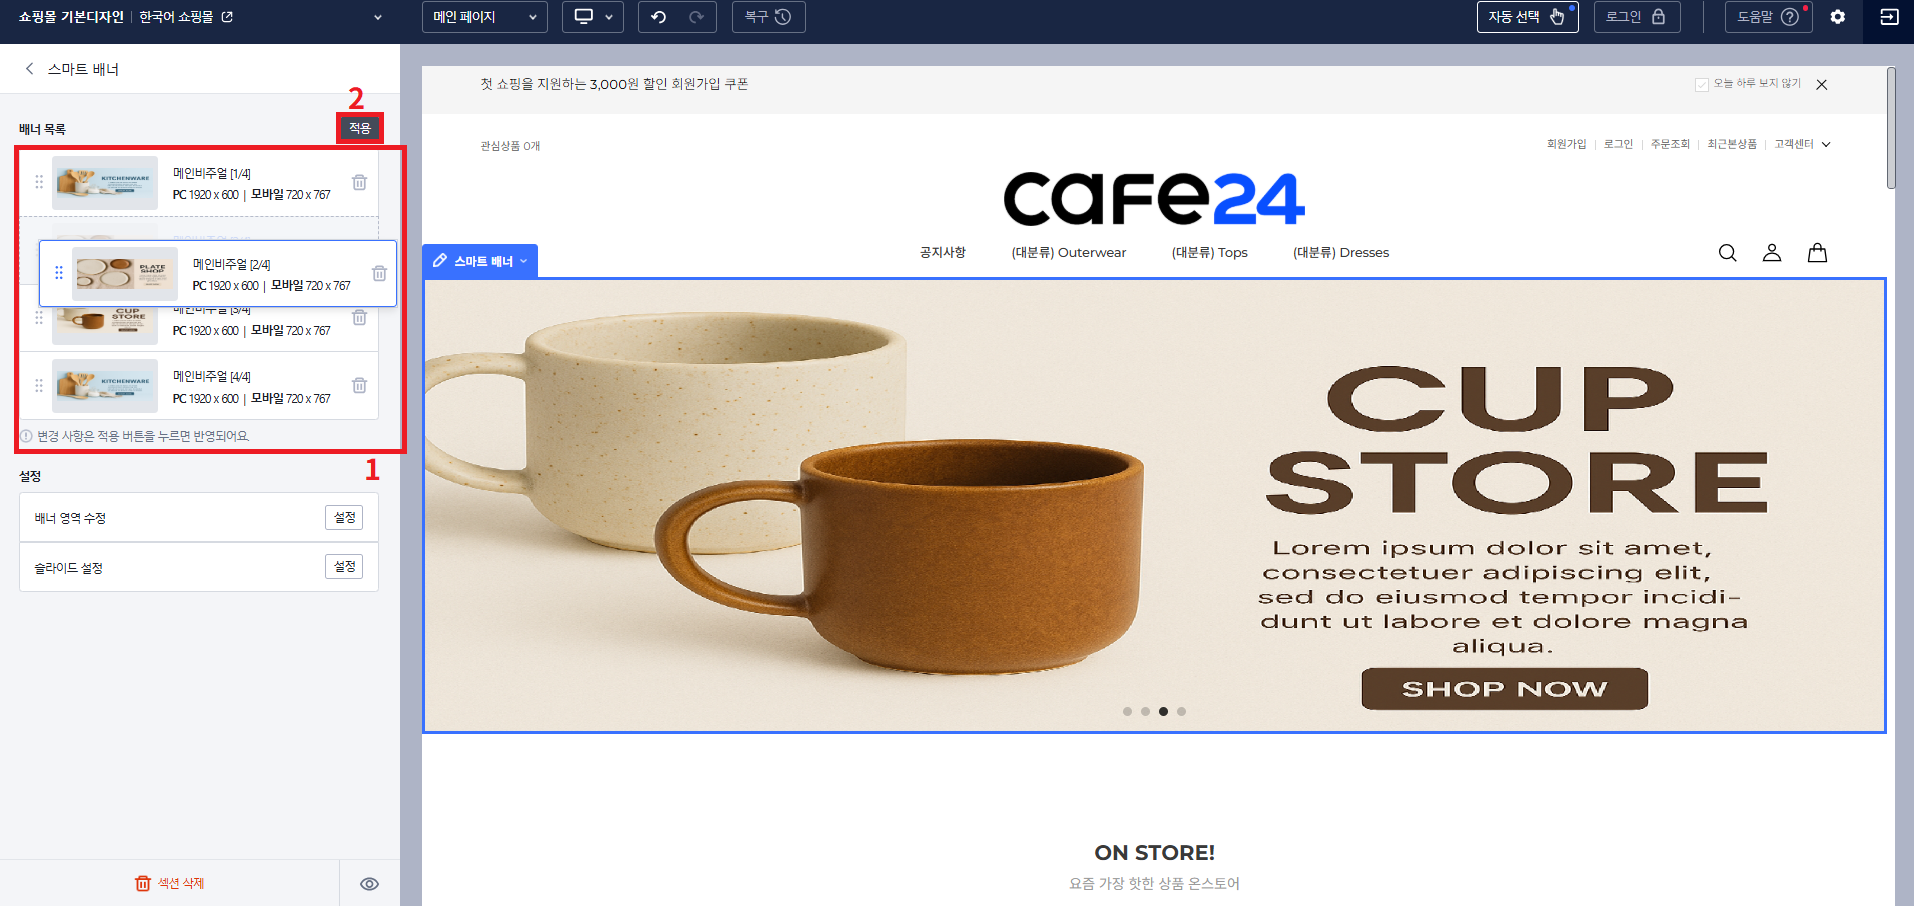 쇼핑몰 기본디자인 | 한국어 쇼핑몰
메인 페이지
복구
자동 선택
로그인
도움말
스마트 배너
2
배너 목록
적용
KITCHENWARE
메인비주얼 [1/4]
PC 1920 x 600 | 모바일 720 x 767
PLATE
SHOP
메인비주얼 [2/4]
PC 1920 x 600 | 모바일 720 x 767
CUP
STORE
메인비주얼 [3/4]
PC 1920 x 600 | 모바일 720 x 767
KITCHENWARE
메인비주얼 [4/4]
PC 1920 x 600 | 모바일 720 x 767
변경 사항은 적용 버튼을 누르면 반영되어요.
1
설정
배너 영역 수정
설정
슬라이드 설정
설정
섹션 삭제
첫 쇼핑을 지원하는 3,000원 할인 회원가입 쿠폰
오늘 하루 보지 않기
관심상품 0개
회원가입 | 로그인 | 주문조회 | 최근본상품 | 고객센터
CAFE24
공지사항
(대분류) Outerwear
(대분류) Tops
(대분류) Dresses
스마트 배너
CUP
STORE
Lorem ipsum dolor sit amet,
consectetuer adipiscing elit,
sed do eiusmod tempor incidi-
dunt ut labore et dolore magna
aliqua.
SHOP NOW
ON STORE!
요즘 가장 핫한 상품 온스토어